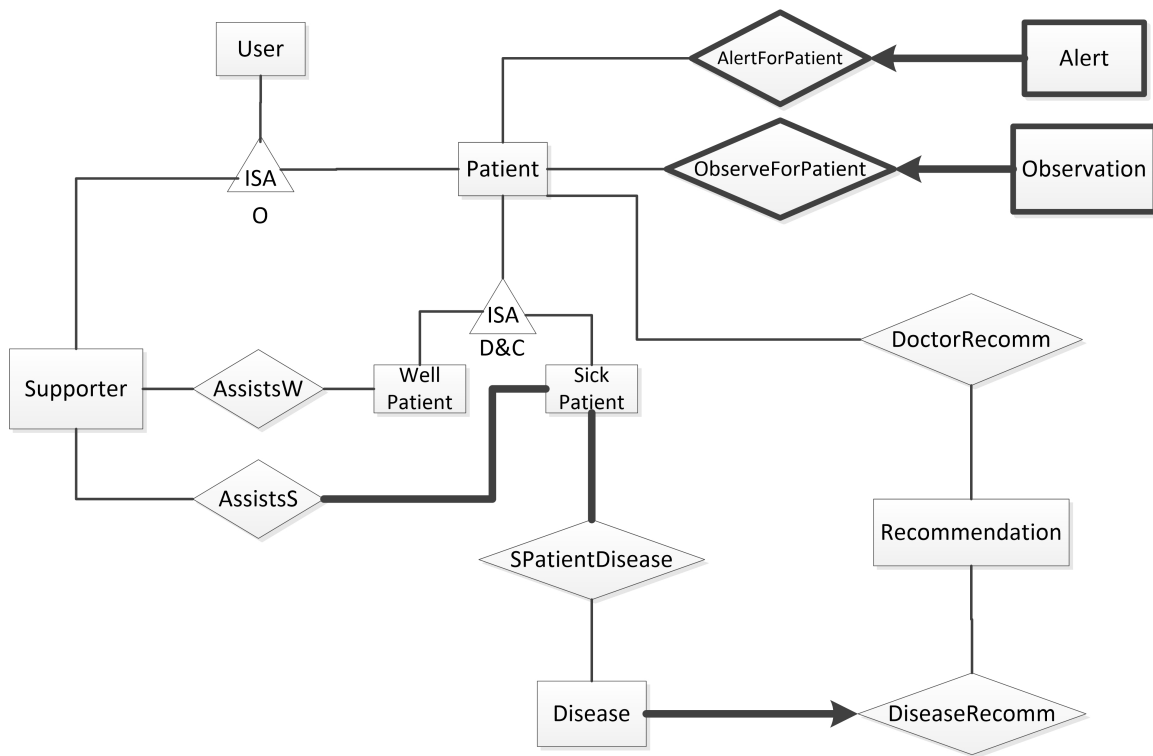 User
AlertForPatient
Alert
ISA
O
Patient
ObserveForPatient
Observation
ISA
D&C
DoctorRecomm
Supporter
AssistsW
Well
Patient
Sick
Patient
AssistsS
Recommendation
SPatientDisease
Disease
DiseaseRecomm